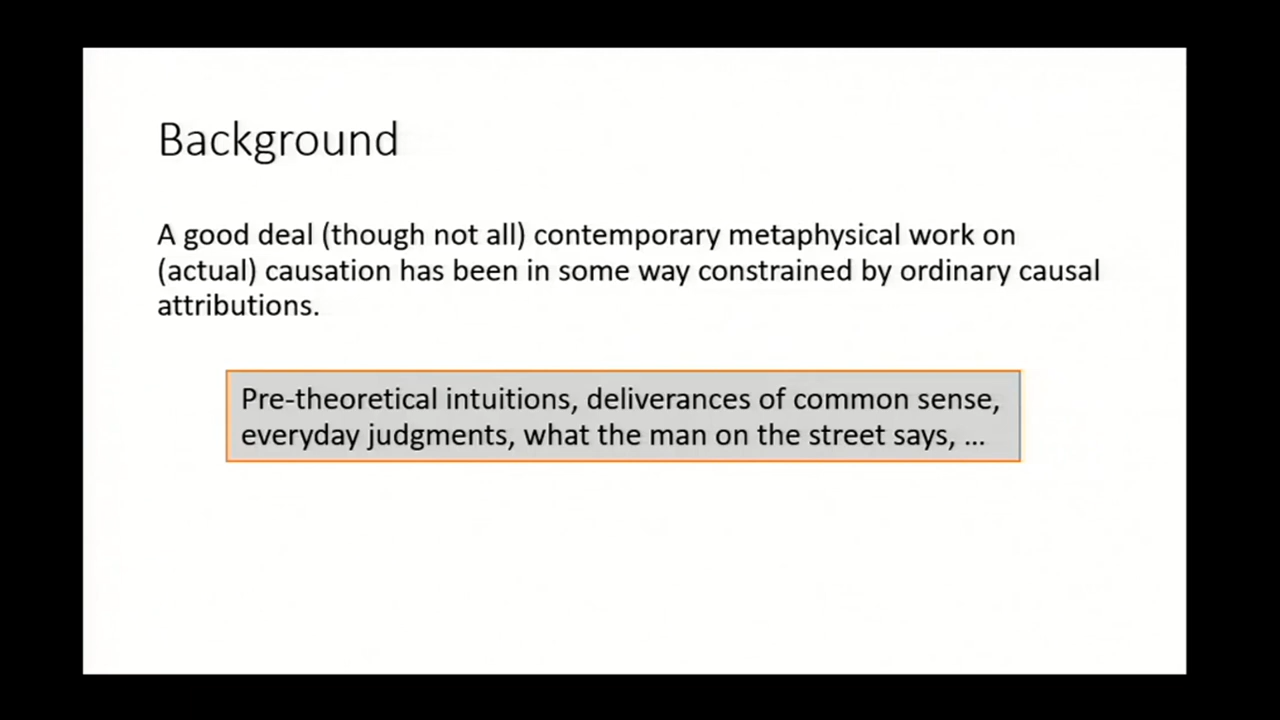 Background
A good deal (though not all) contemporary metaphysical work on
(actual) causation has been in some way constrained by ordinary causal
attributions.
Pre-theoretical intuitions, deliverances of common sense,
everyday judgments, what the man on the street says, ...